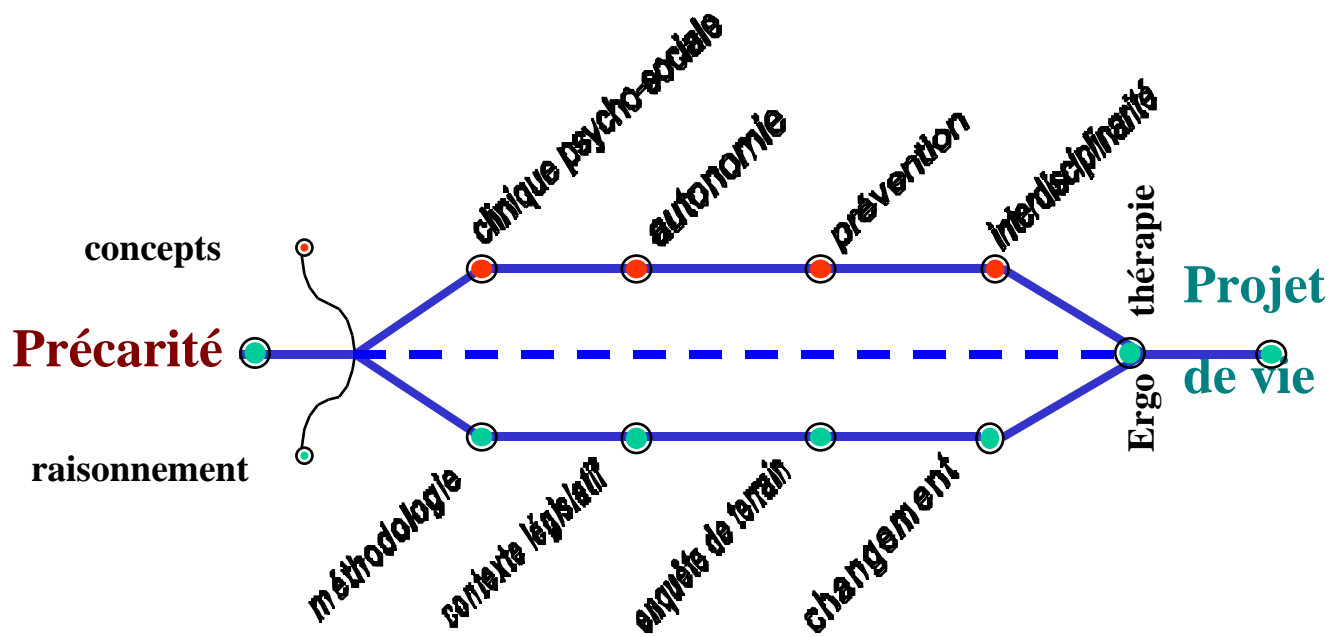 clinique psycho-sociale
autonomie
prévention
interdisciplinarité
concepts
Précarité
raisonnement
Ergo thérapie
Projet
de vie
méthodologie
contexte législatif
enquête de terrain
changement